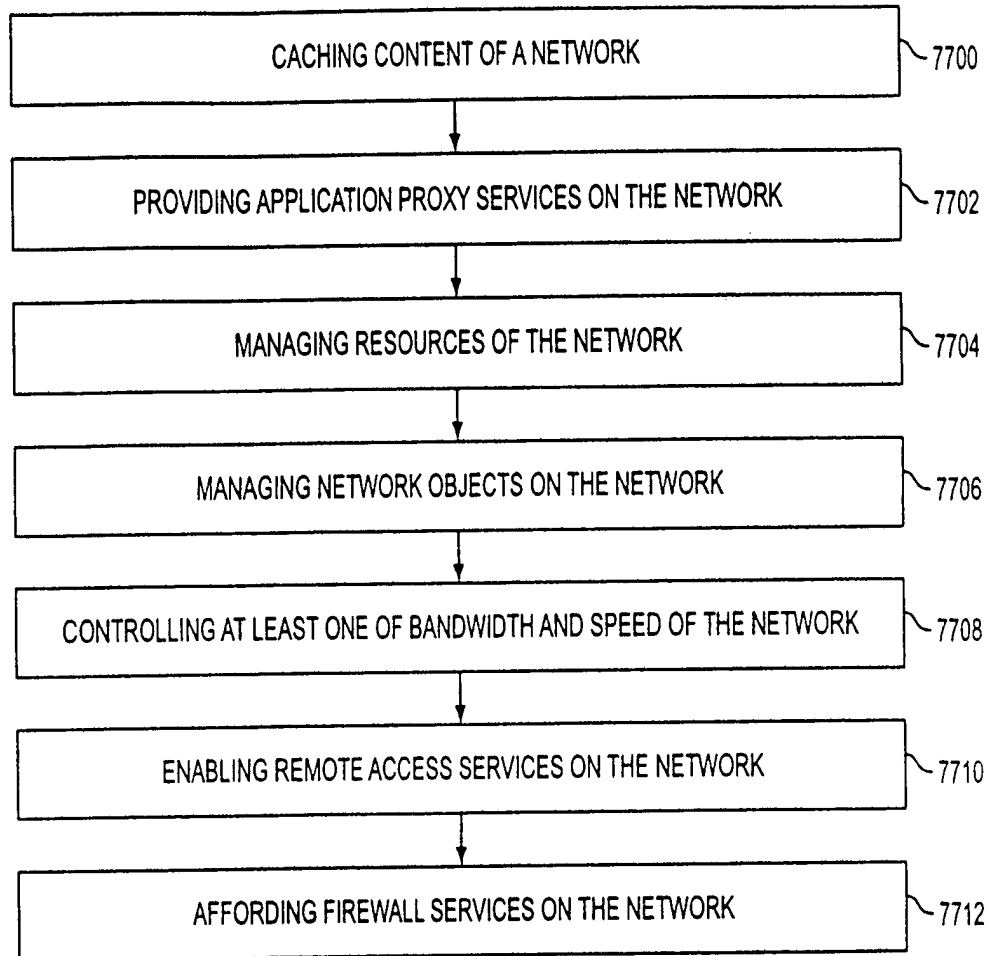 CACHING CONTENT OF A NETWORK 7700
PROVIDING APPLICATION PROXY SERVICES ON THE NETWORK 7702
MANAGING RESOURCES OF THE NETWORK 7704
MANAGING NETWORK OBJECTS ON THE NETWORK 7706
CONTROLLING AT LEAST ONE OF BANDWIDTH AND SPEED OF THE NETWORK 7708
ENABLING REMOTE ACCESS SERVICES ON THE NETWORK 7710
AFFORDING FIREWALL SERVICES ON THE NETWORK 7712